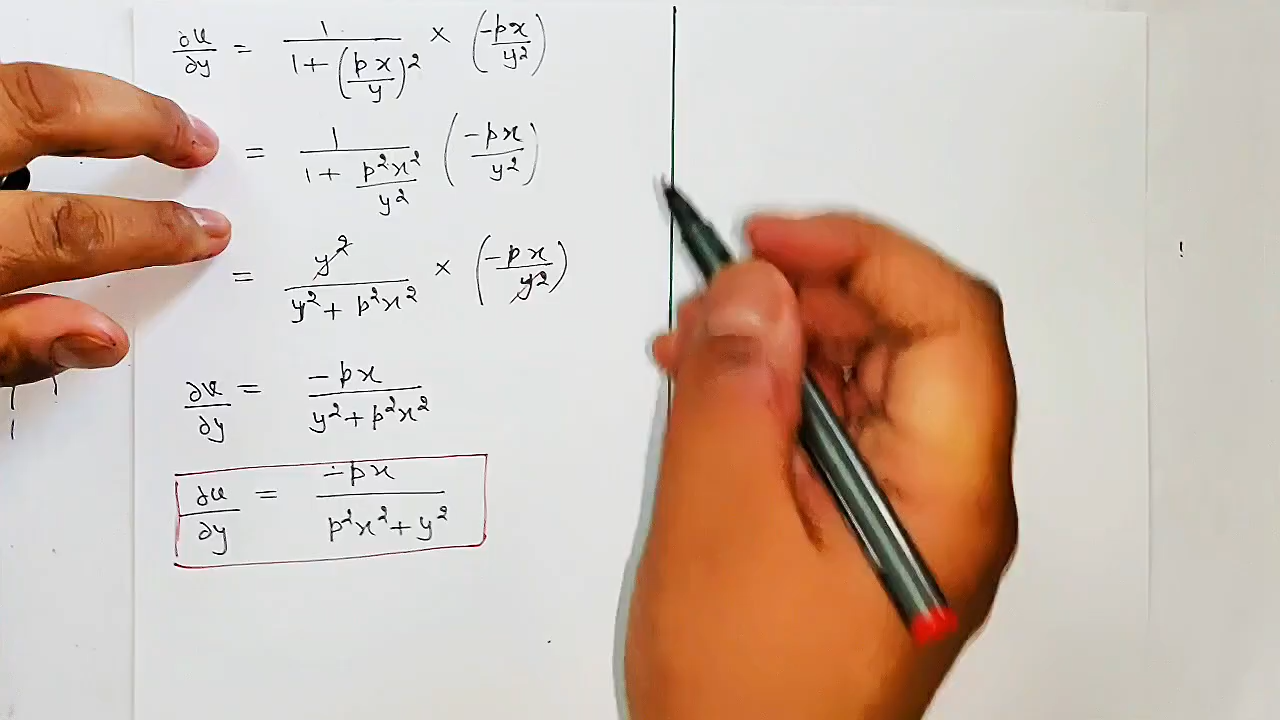 ∂v/∂y = 1/(1+(px/y)²) × (-px/y²)
= 1/(1+p²x²/y²) (-px/y²)
= y²/(y²+p²x²) × (-px/y²)
∂v/∂y = -px/(y²+p²x²)
∂v/∂y = -px/(p²x²+y²)